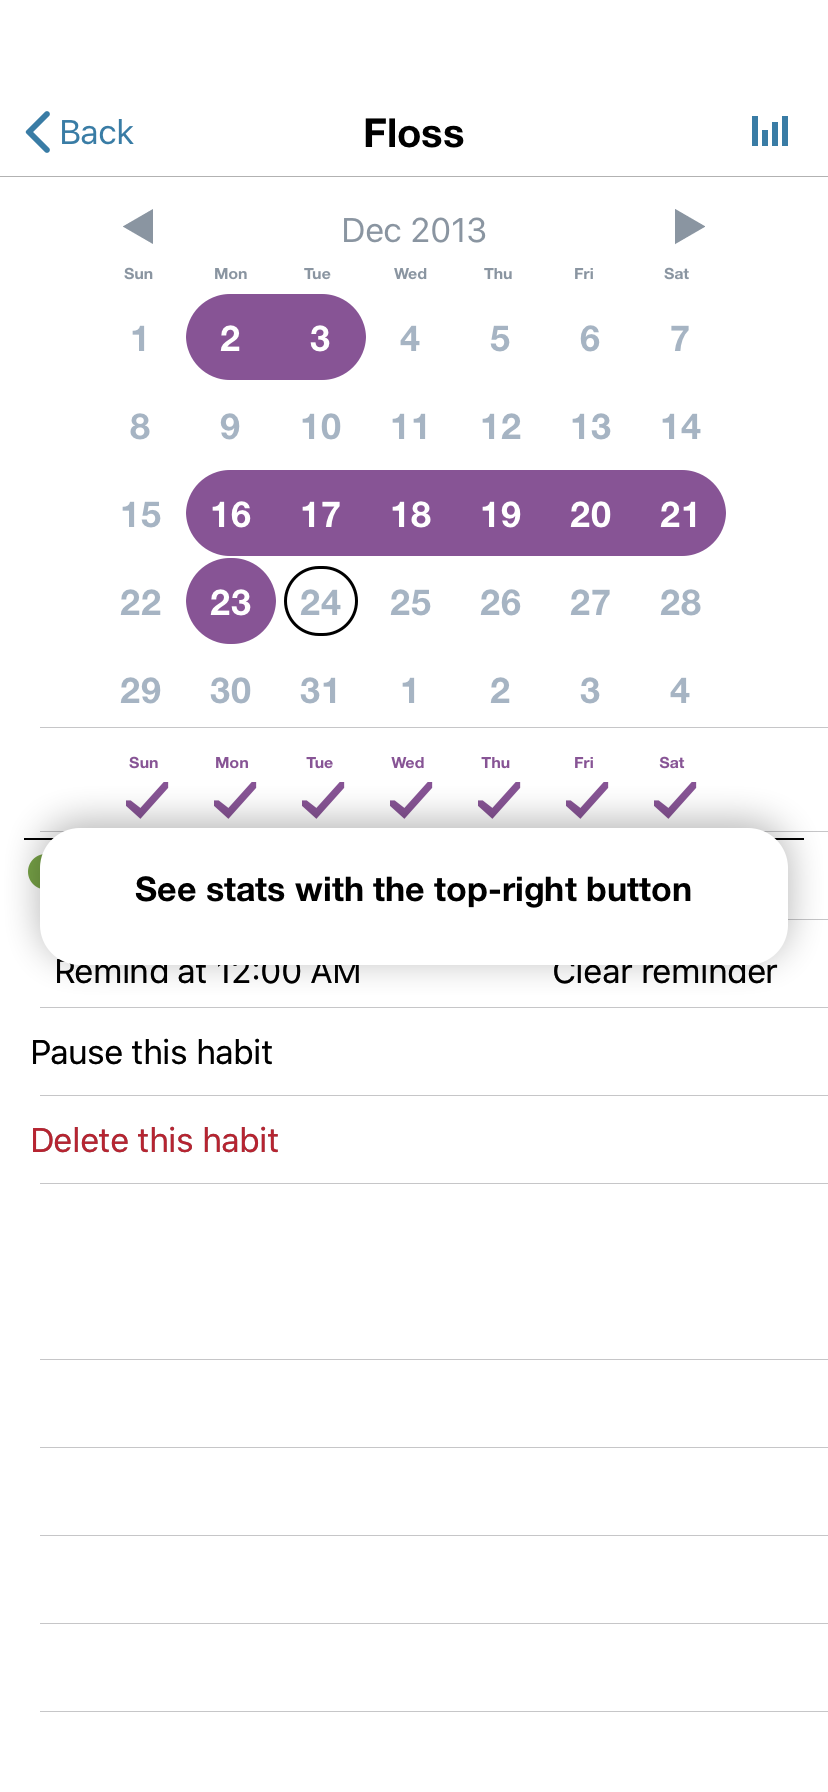 Back Floss
Dec 2013
Sun Mon Tue Wed Thu Fri Sat
1 2 3 4 5 6 7
8 9 10 11 12 13 14
15 16 17 18 19 20 21
22 23 24 25 26 27 28
29 30 31 1 2 3 4
Sun Mon Tue Wed Thu Fri Sat
See stats with the top-right button
Remind at 12:00 AM Clear reminder
Pause this habit
Delete this habit